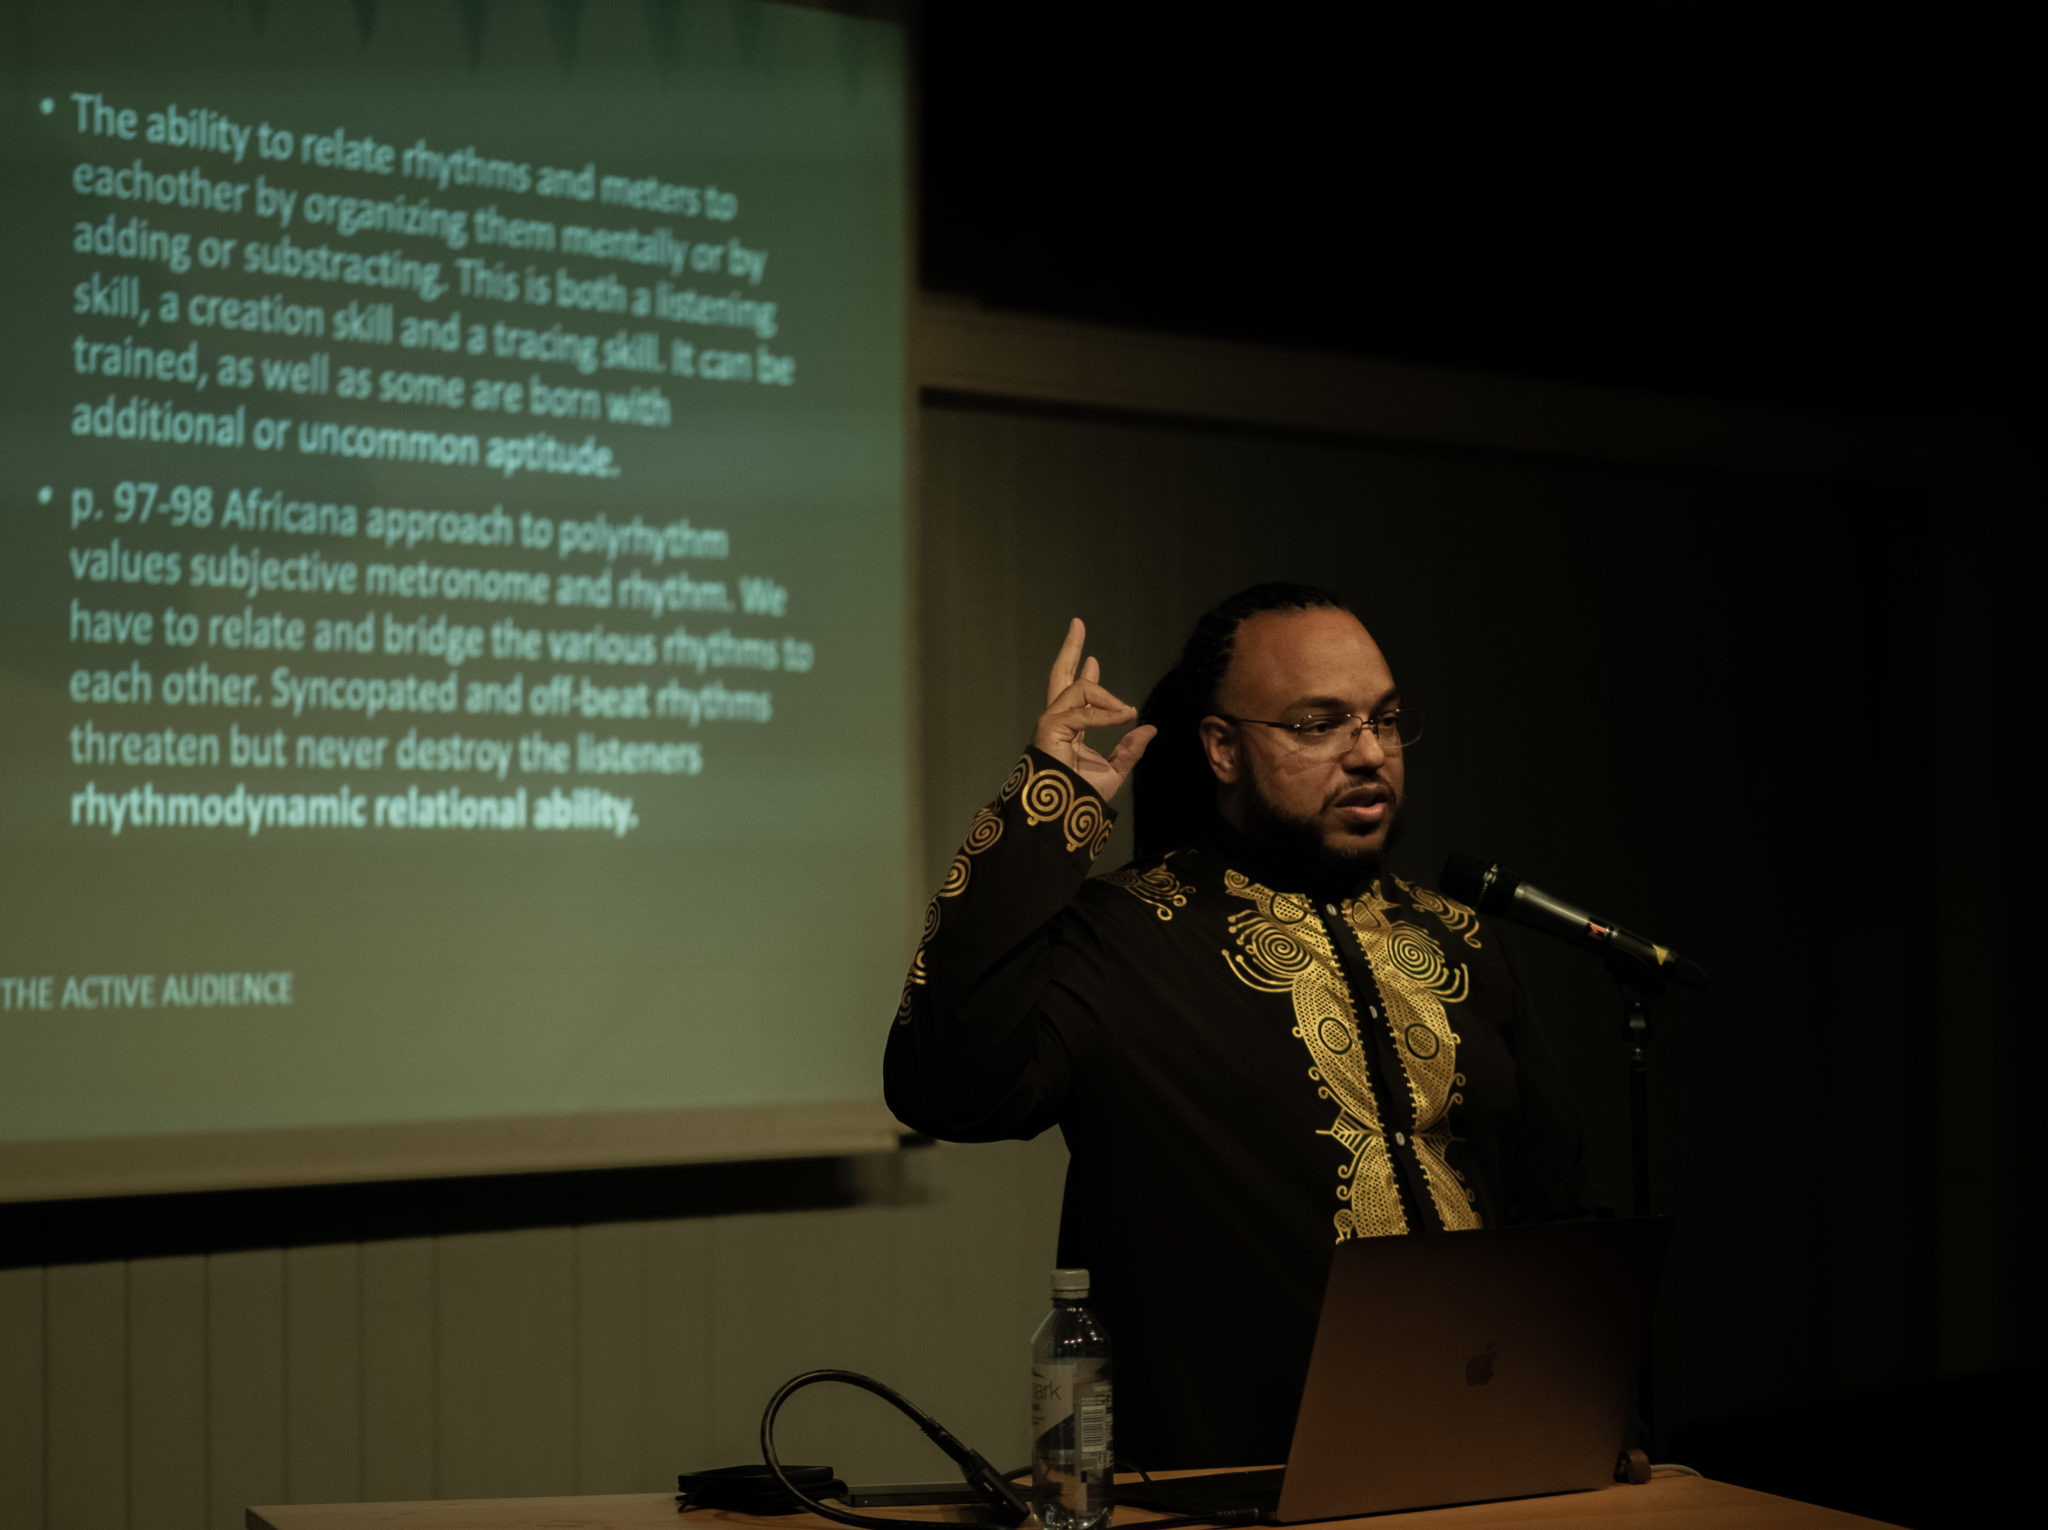 • The ability to relate rhythms and meters to
eachother by organizing them mentally or by
adding or substracting. This is both a listening
skill, a creation skill and a tracing skill. It can be
trained, as well as some are born with
additional or uncommon aptitude.
• p. 97-98 Africana approach to polyrhythm
values subjective metronome and rhythm. We
have to relate and bridge the various rhythms to
each other. Syncopated and off-beat rhythms
threaten but never destroy the listeners
rhythmodynamic relational ability.
THE ACTIVE AUDIENCE
ark